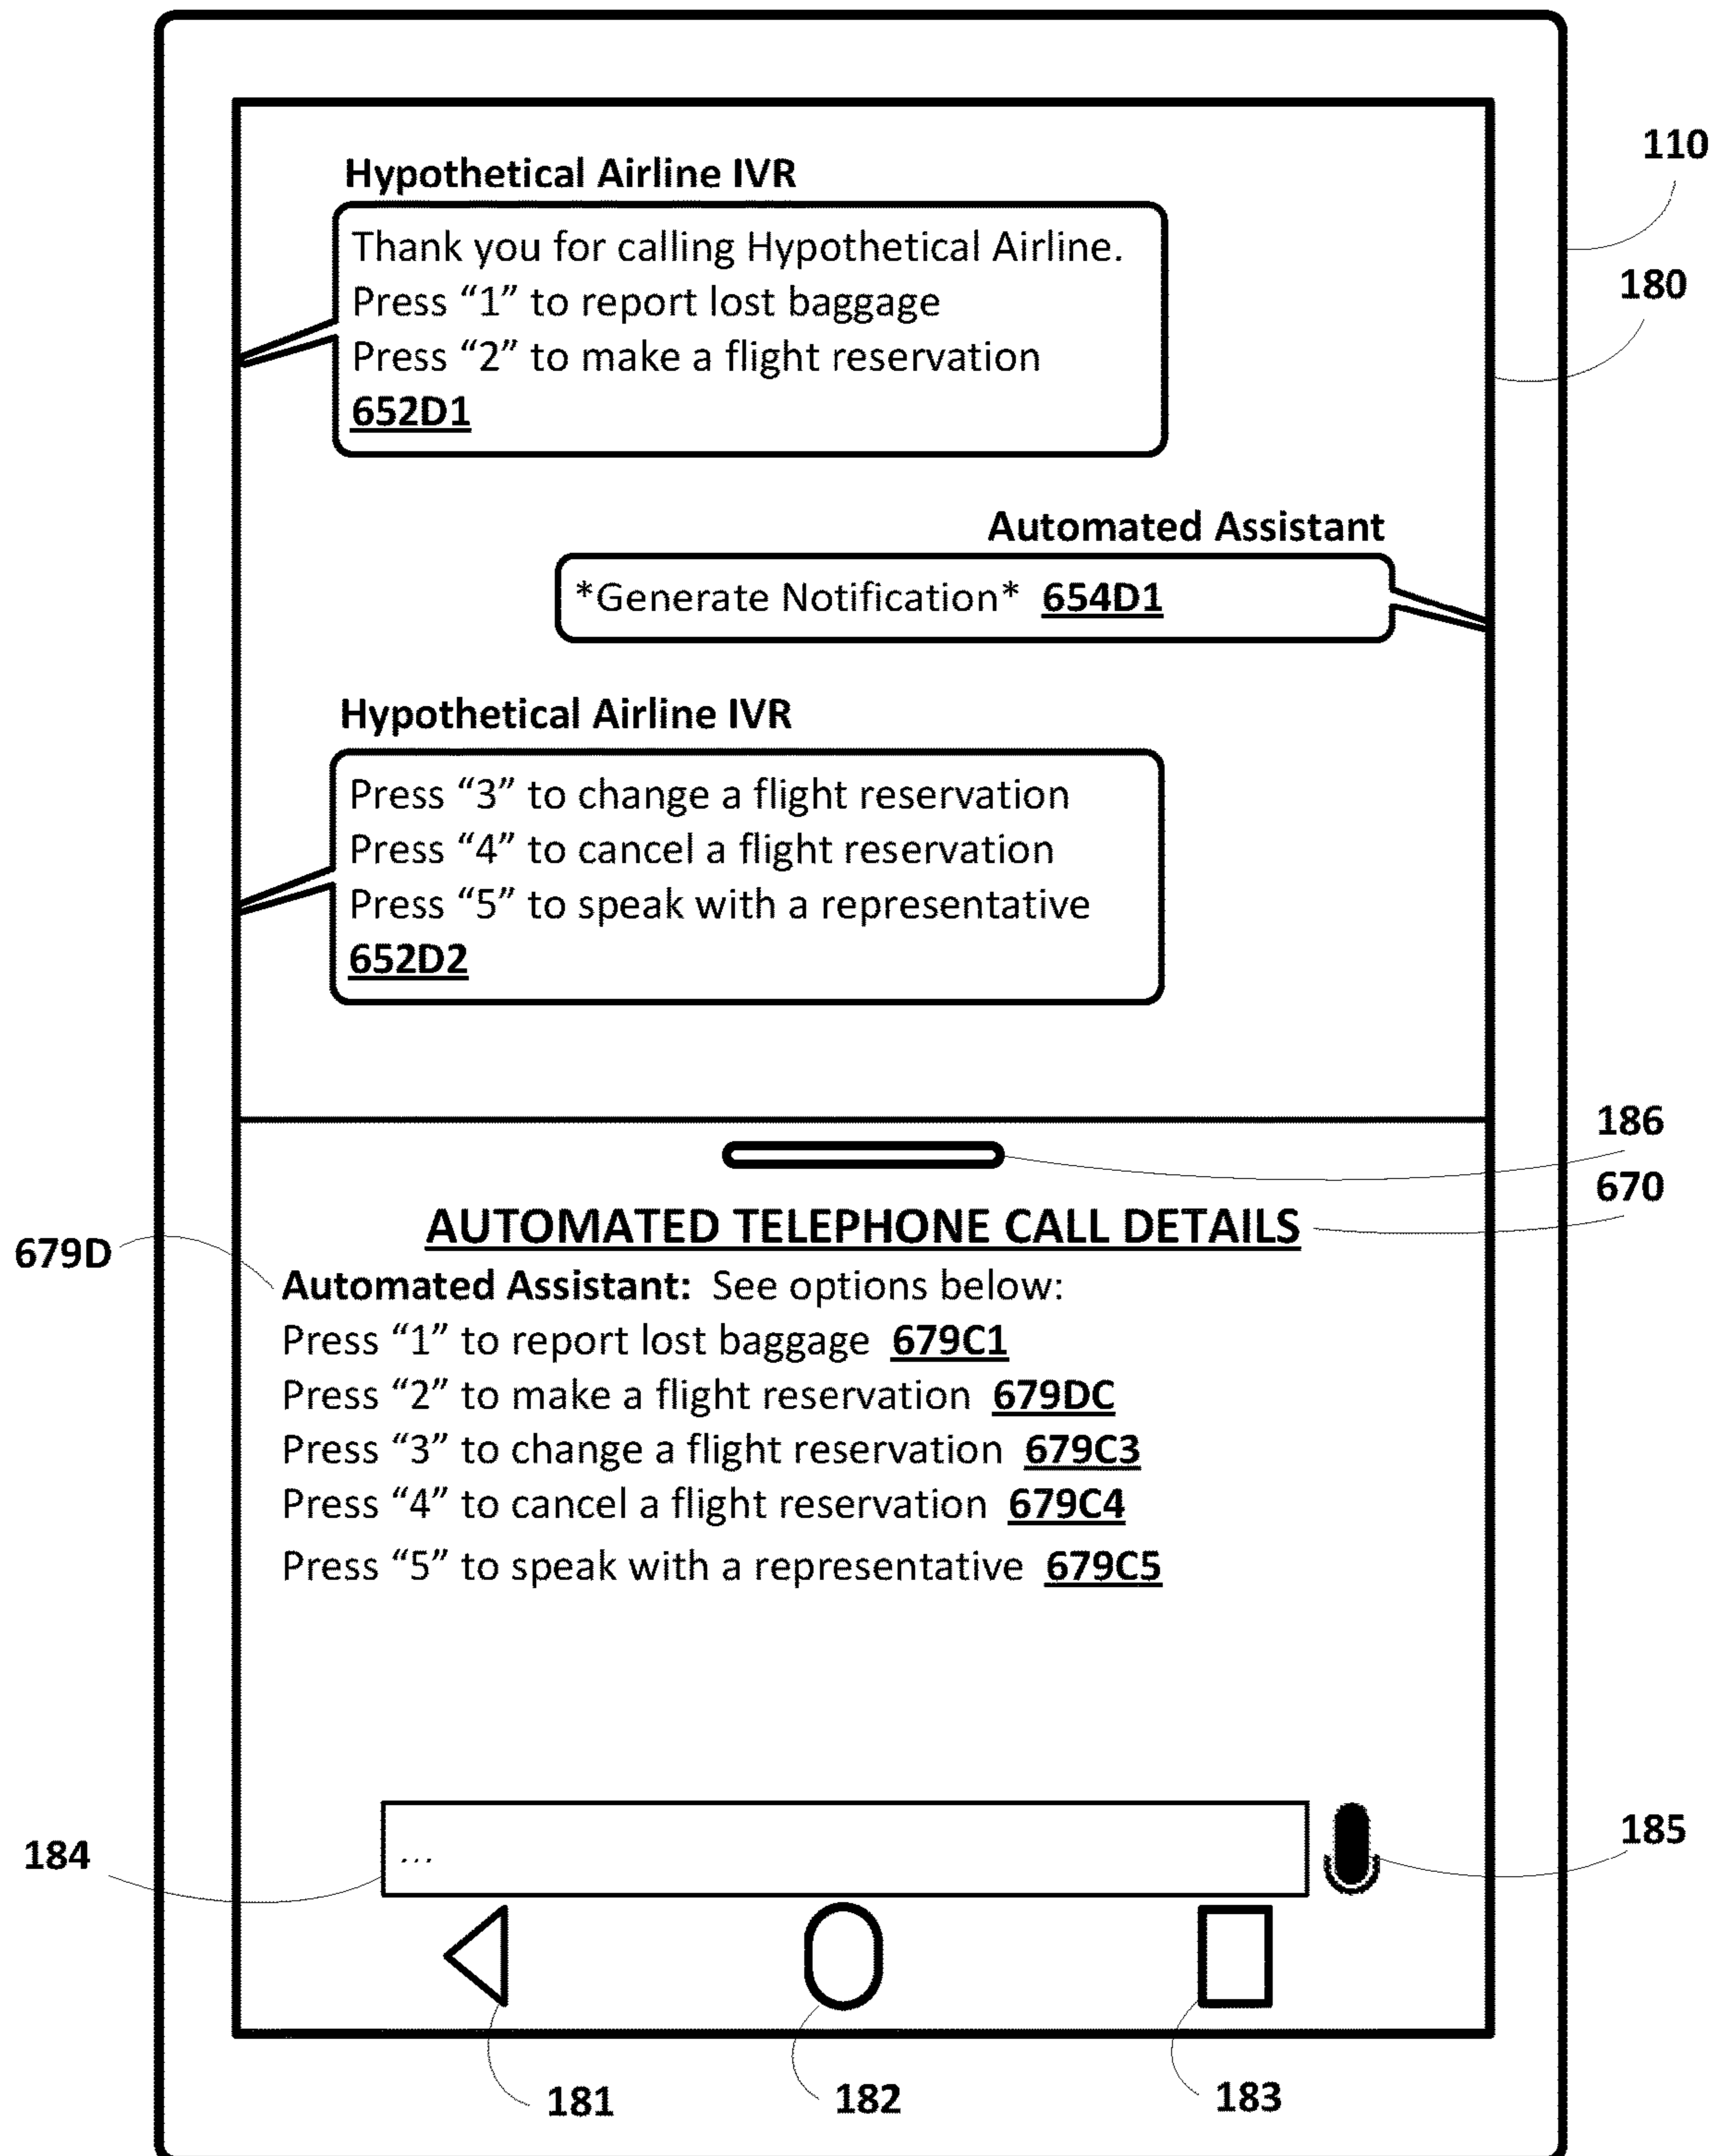 110
180
Hypothetical Airline IVR
Thank you for calling Hypothetical Airline.
Press “1” to report lost baggage
Press “2” to make a flight reservation
652D1
Automated Assistant
*Generate Notification* 654D1
Hypothetical Airline IVR
Press “3” to change a flight reservation
Press “4” to cancel a flight reservation
Press “5” to speak with a representative
652D2
186
670
AUTOMATED TELEPHONE CALL DETAILS
679D
Automated Assistant: See options below:
Press “1” to report lost baggage 679C1
Press “2” to make a flight reservation 679DC
Press “3” to change a flight reservation 679C3
Press “4” to cancel a flight reservation 679C4
Press “5” to speak with a representative 679C5
184
...
185
181
182
183